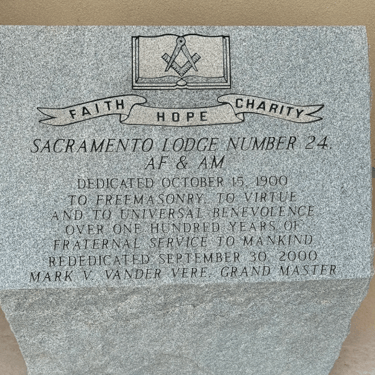 FAITH HOPE CHARITY
SACRAMENTO LODGE NUMBER 24,
AF & AM
DEDICATED OCTOBER 15, 1900
TO FREEMASONRY, TO VIRTUE
AND TO UNIVERSAL BENEVOLENCE
OVER ONE HUNDRED YEARS OF
FRATERNAL SERVICE TO MANKIND
REDEDICATED SEPTEMBER 30, 2000
MARK V. VANDER VERE, GRAND MASTER